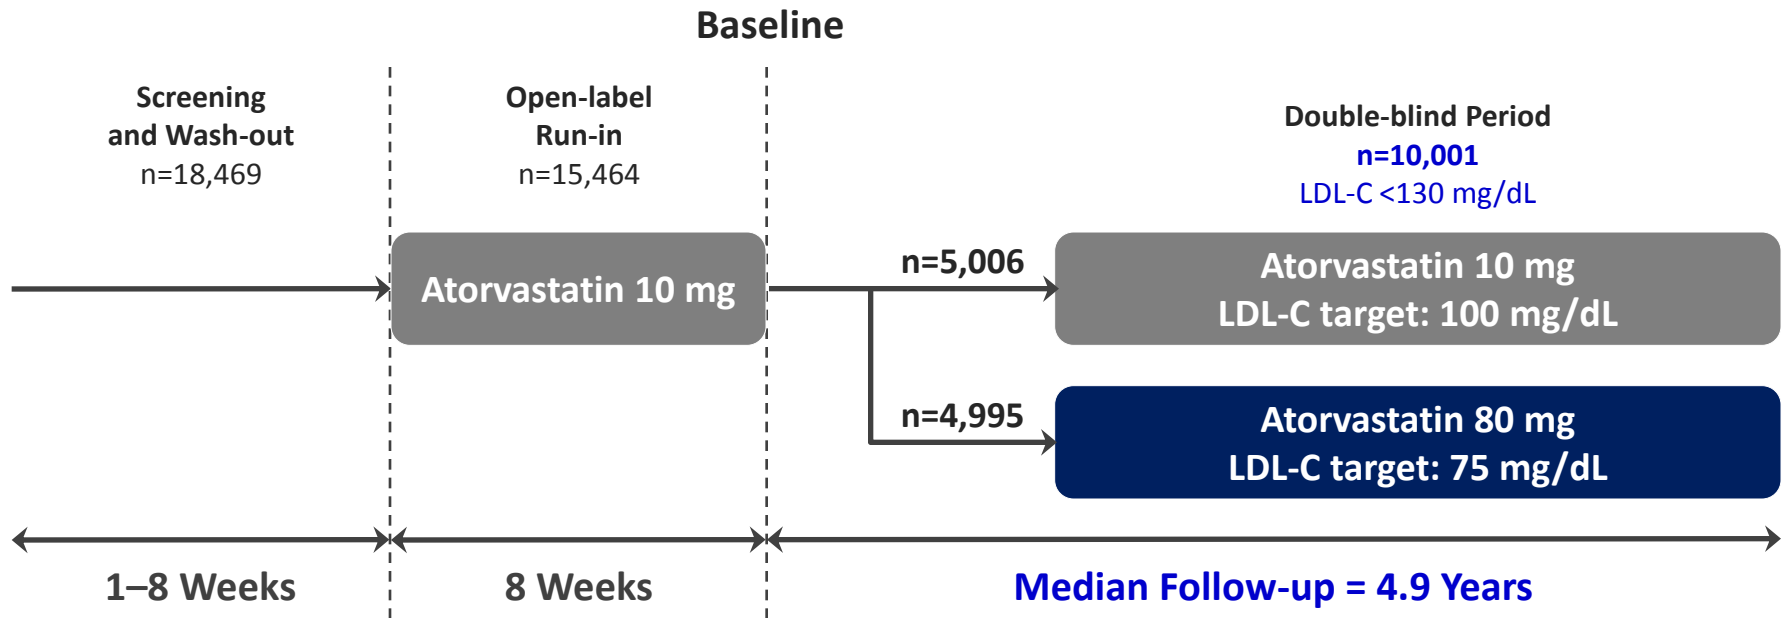 Baseline
Screening
and Wash-out
n=18,469
Open-label
Run-in
n=15,464
Double-blind Period
n=10,001
LDL-C <130 mg/dL
Atorvastatin 10 mg
n=5,006
Atorvastatin 10 mg
LDL-C target: 100 mg/dL
n=4,995
Atorvastatin 80 mg
LDL-C target: 75 mg/dL
1–8 Weeks
8 Weeks
Median Follow-up = 4.9 Years